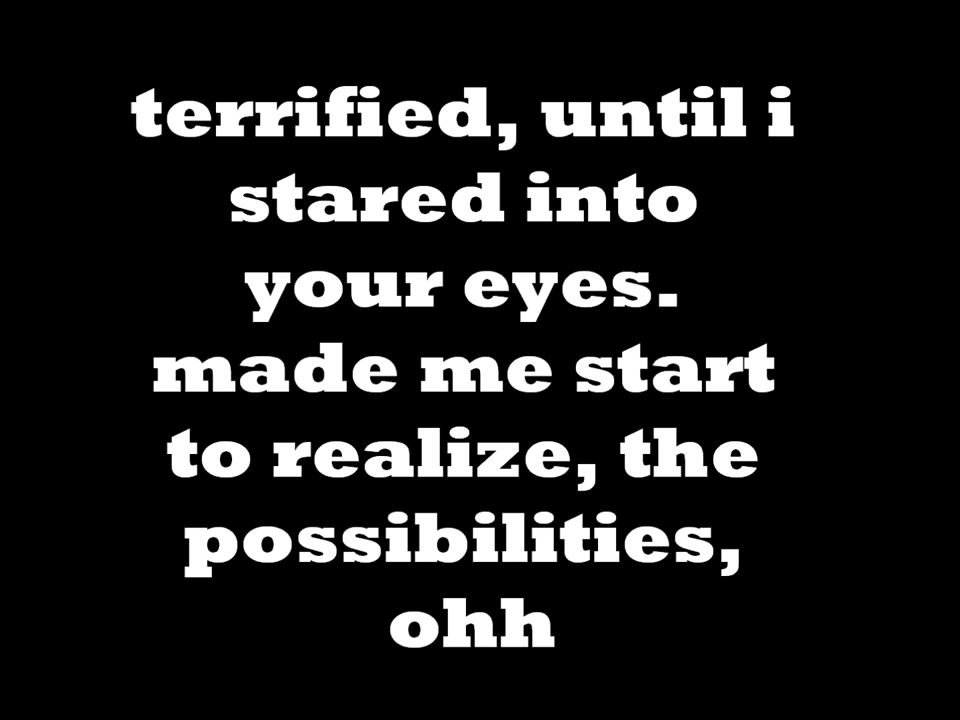 terrified, until i
stared into
your eyes.
made me start
to realize, the
possibilities,
ohh